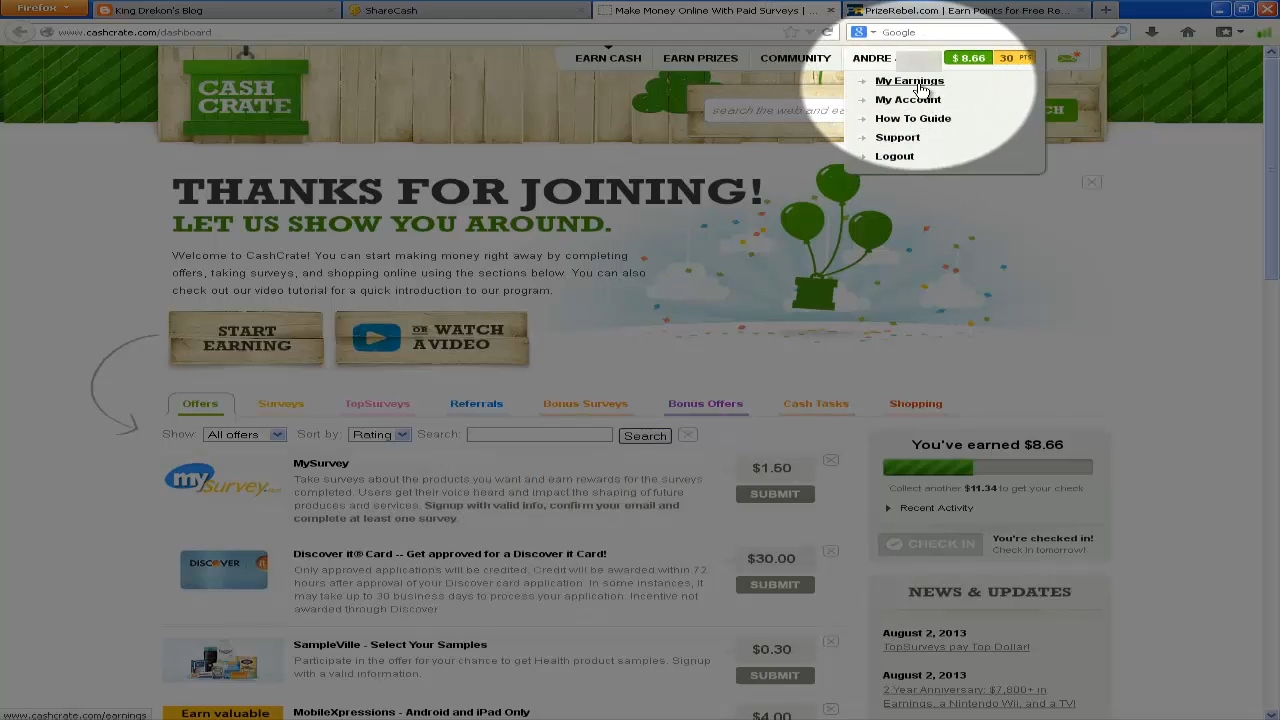 Firefox
King Drekon's Blog
ShareCash
Make Money Online With Paid Surveys | ...
PrizeRebel.com | Earn Points for Free Re...
www.cashcrate.com/dashboard
Google
EARN CASH
EARN PRIZES
COMMUNITY
ANDRE
$ 8.66
30 PTS
My Earnings
My Account
How To Guide
Support
Logout
CASH
CRATE
search the web and ea
CH
THANKS FOR JOINING!
LET US SHOW YOU AROUND.
Welcome to CashCrate! You can start making money right away by completing
offers, taking surveys, and shopping online using the sections below. You can also
check out our video tutorial for a quick introduction to our program.
START
EARNING
OR WATCH
A VIDEO
Offers
Surveys
TopSurveys
Referrals
Bonus Surveys
Bonus Offers
Cash Tasks
Shopping
Show: All offers
Sort by: Rating
Search:
Search
my Survey.com
MySurvey
Take surveys about the products you want and earn rewards for the surveys
completed. Users get their voice heard and impact the shaping of future
produces and services. Signup with valid info, confirm your email and
complete at least one survey.
$1.50
SUBMIT
DISCOVER it
Discover it® Card -- Get approved for a Discover it Card!
Only approved applications will be credited. Credit will be awarded within 72
hours after approval of your Discover card application. In some instances, it
may take up to 30 business days to process your application. Incentive not
awarded through Discover
$30.00
SUBMIT
SampleVille - Select Your Samples
Participate in the offer for your chance to get Health product samples. Signup
with a valid information.
$0.30
SUBMIT
Earn valuable
MobileXpressions - Android and iPad Only
$4.00
You've earned $8.66
Collect another $11.34 to get your check
Recent Activity
CHECK IN
You're checked in!
Check in tomorrow!
NEWS & UPDATES
August 2, 2013
TopSurveys pay Top Dollar!
August 2, 2013
2 Year Anniversary: $7,800+ in
Earnings, a Nintendo Wii, and a TV!
www.cashcrate.com/earnings